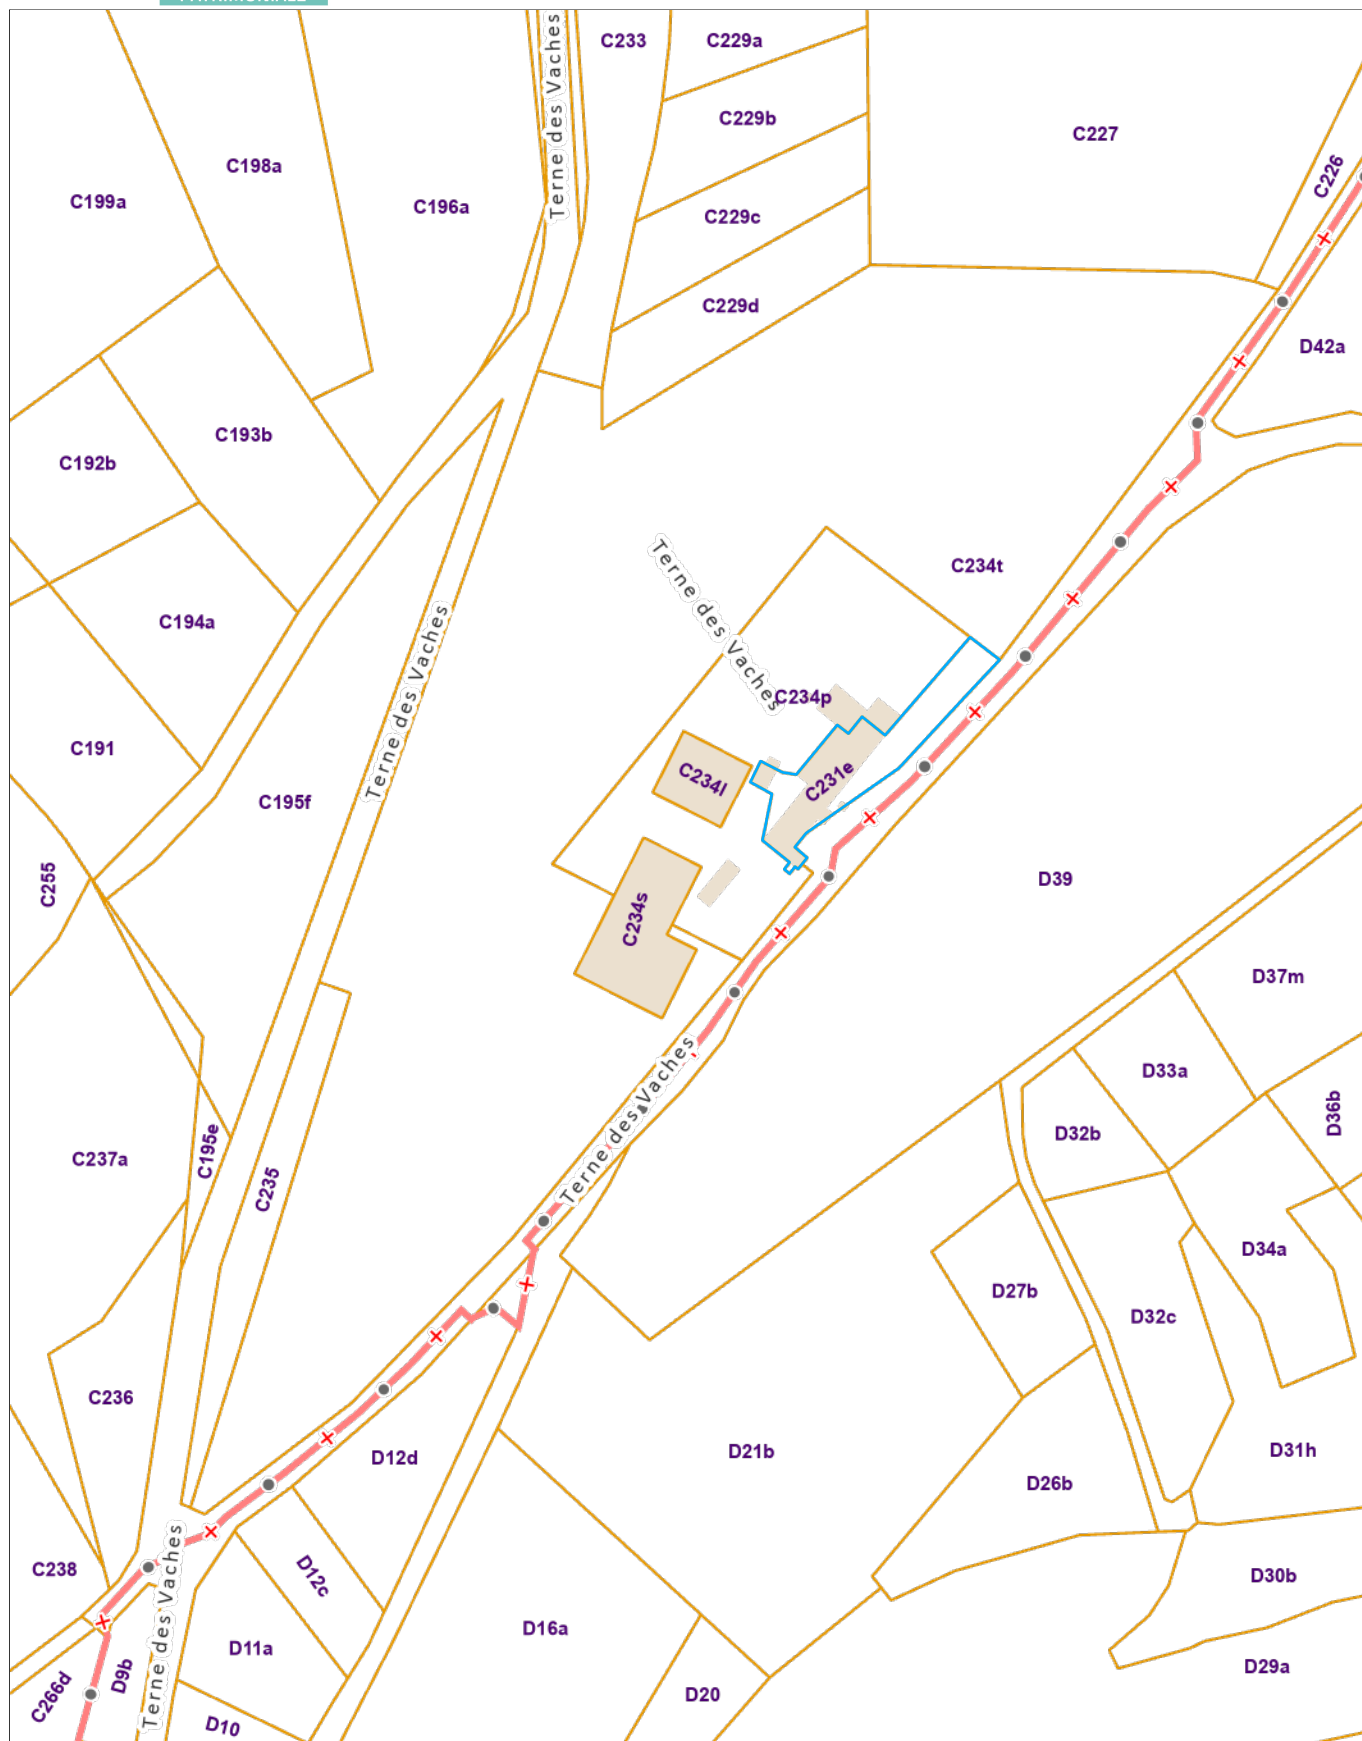 C233
C229a
Terne des Vaches
C229b
C227
C198a
C226
C199a
C196a
C229c
C229d
D42a
C193b
C192b
C234t
C194a
Terne des Vaches
Terne des Vaches
C234p
C191
C234l
C231e
C195f
C255
D39
C234s
D37m
D33a
D36b
D32b
C195e
C237a
C235
Terne des Vaches
D34a
D27b
D32c
C236
D21b
D31h
D12d
D26b
C238
D12c
D30b
Terne des Vaches
D16a
D11a
D29a
D9b
C266d
D20
D10